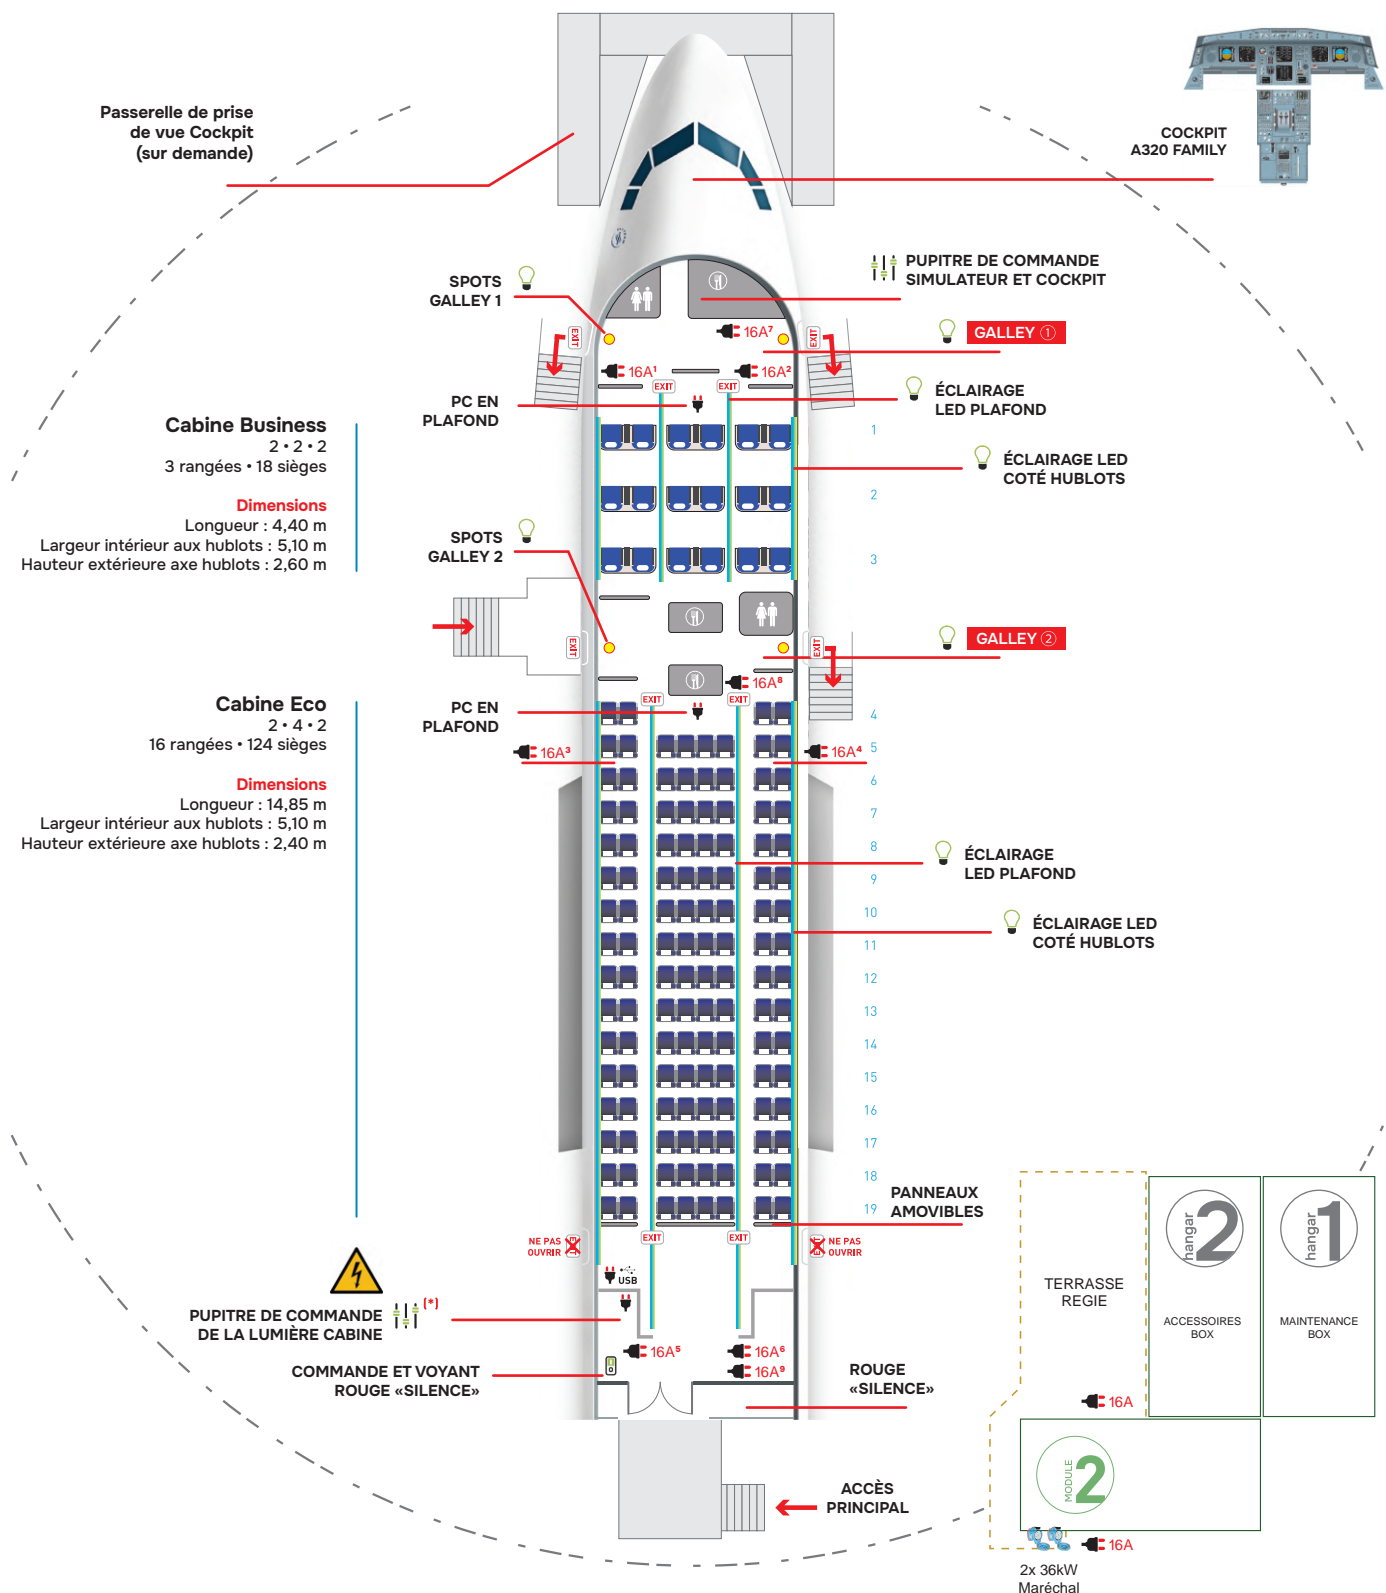 Passerelle de prise
de vue Cockpit
(sur demande)
COCKPIT
A320 FAMILY
SPOTS
GALLEY 1
PUPITRE DE COMMANDE
SIMULATEUR ET COCKPIT
EXIT
16A⁷
EXIT
GALLEY ①
16A¹
16A²
EXIT
EXIT
PC EN
PLAFOND
ÉCLAIRAGE
LED PLAFOND
Cabine Business
2 • 2 • 2
3 rangées • 18 sièges
Dimensions
Longueur : 4,40 m
Largeur intérieur aux hublots : 5,10 m
Hauteur extérieure axe hublots : 2,60 m
1
ÉCLAIRAGE LED
COTÉ HUBLOTS
2
SPOTS
GALLEY 2
3
EXIT
EXIT
GALLEY ②
16A⁸
EXIT
EXIT
Cabine Eco
2 • 4 • 2
16 rangées • 124 sièges
Dimensions
Longueur : 14,85 m
Largeur intérieur aux hublots : 5,10 m
Hauteur extérieure axe hublots : 2,40 m
PC EN
PLAFOND
4
16A³
16A⁴
5
6
7
8
ÉCLAIRAGE
LED PLAFOND
9
10
ÉCLAIRAGE LED
COTÉ HUBLOTS
11
12
13
14
15
16
17
18
19
PANNEAUX
AMOVIBLES
NE PAS
OUVRIR
EXIT
EXIT
NE PAS
OUVRIR
USB
PUPITRE DE COMMANDE
DE LA LUMIÈRE CABINE
(*)
16A⁵
16A⁶
16A⁹
COMMANDE ET VOYANT
ROUGE «SILENCE»
ROUGE
«SILENCE»
ACCÈS
PRINCIPAL
TERRASSE
REGIE
hangar 2
ACCESSOIRES
BOX
hangar 1
MAINTENANCE
BOX
16A
MODULE 2
16A
2x 36kW
Maréchal